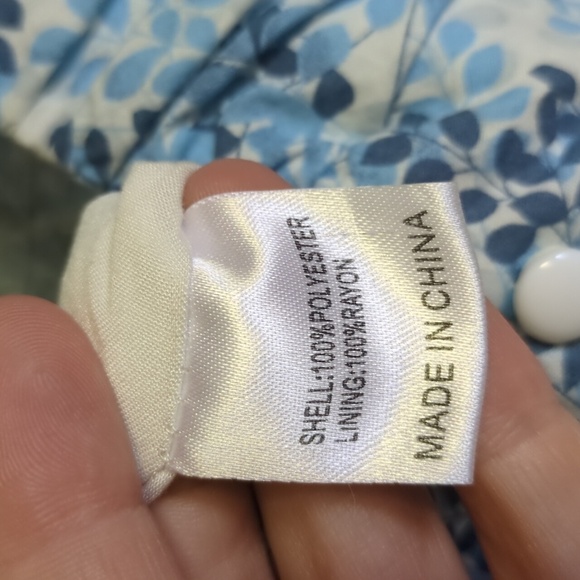 SHELL:100%POLYESTER
LINING:100%RAYON
MADE IN CHINA